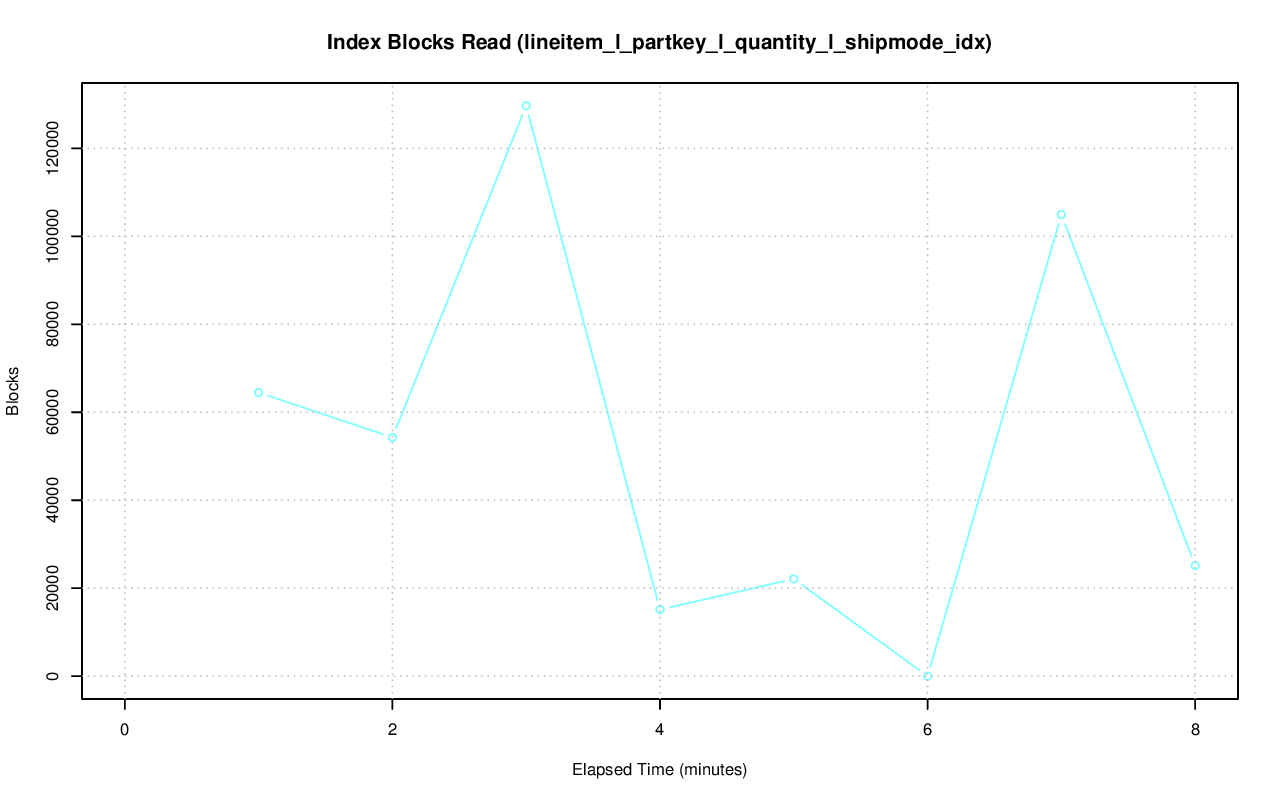 Index Blocks Read (lineitem_l_partkey_l_quantity_l_shipmode_idx)
Blocks
120000
100000
80000
60000
40000
20000
0
0 2 4 6 8
Elapsed Time (minutes)